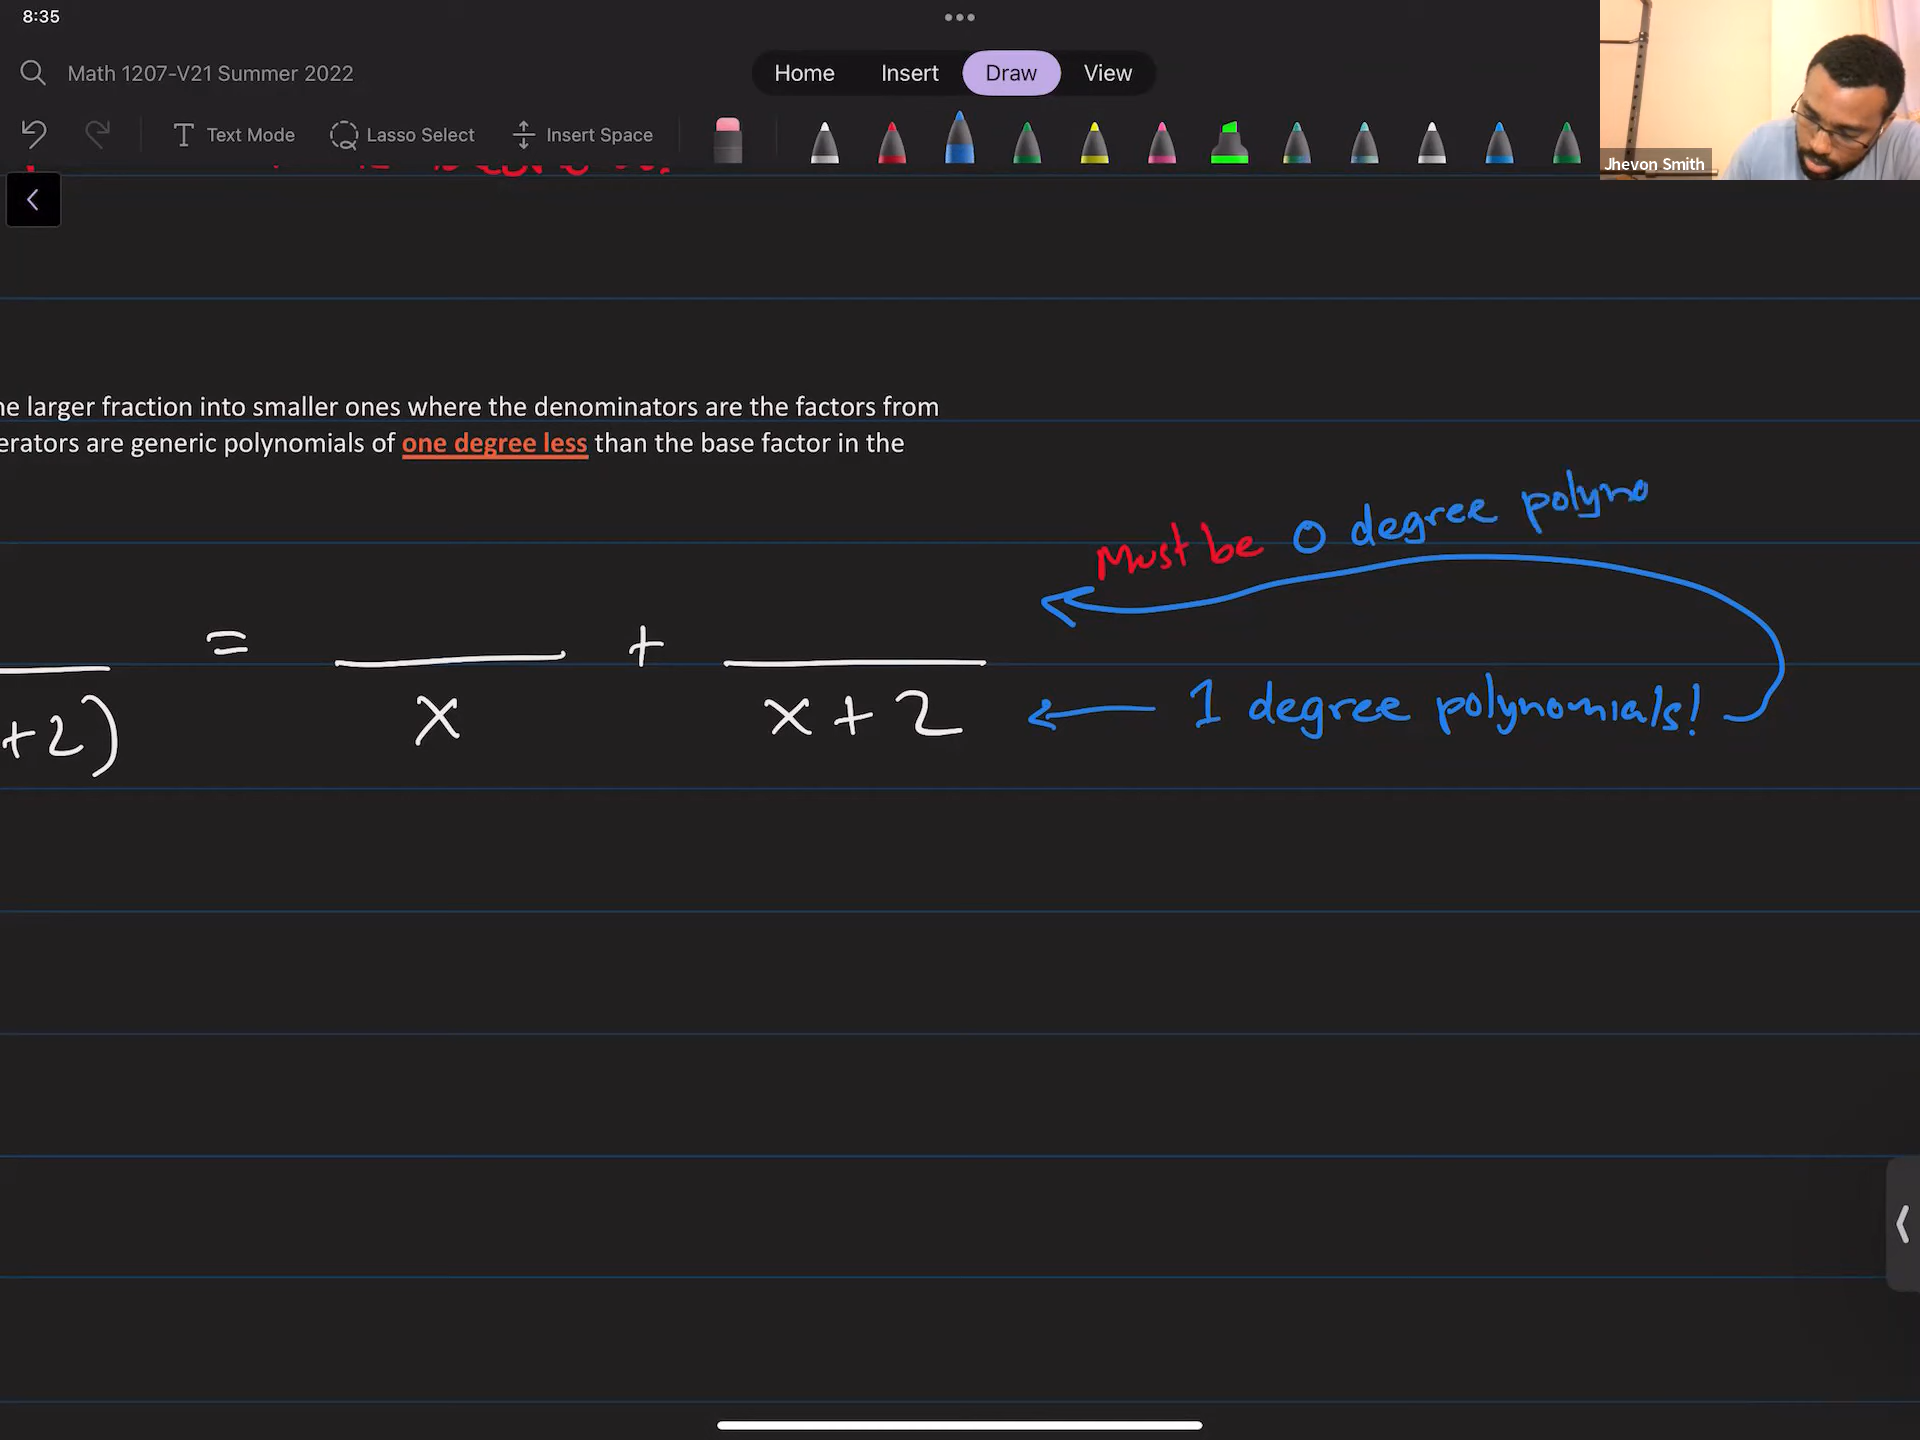 8:35
Math 1207-V21 Summer 2022
Home Insert Draw View
Text Mode Lasso Select Insert Space
Jhevon Smith
he larger fraction into smaller ones where the denominators are the factors from
erators are generic polynomials of one degree less than the base factor in the
Must be 0 degree polyno
= +
+2) x x+2 ← 1 degree polynomials!